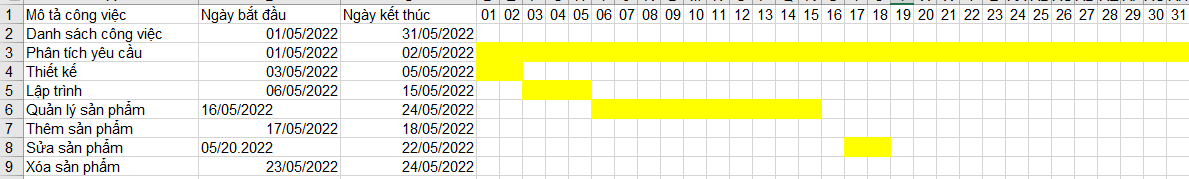 1 Mô tả công việc Ngày bắt đầu Ngày kết thúc 01 02 03 04 05 06 07 08 09 10 11 12 13 14 15 16 17 18 19 20 21 22 23 24 25 26 27 28 29 30 31
2 Danh sách công việc 01/05/2022 31/05/2022
3 Phân tích yêu cầu 01/05/2022 02/05/2022
4 Thiết kế 03/05/2022 05/05/2022
5 Lập trình 06/05/2022 15/05/2022
6 Quản lý sản phẩm 16/05/2022 24/05/2022
7 Thêm sản phẩm 17/05/2022 18/05/2022
8 Sửa sản phẩm 05/20.2022 22/05/2022
9 Xóa sản phẩm 23/05/2022 24/05/2022